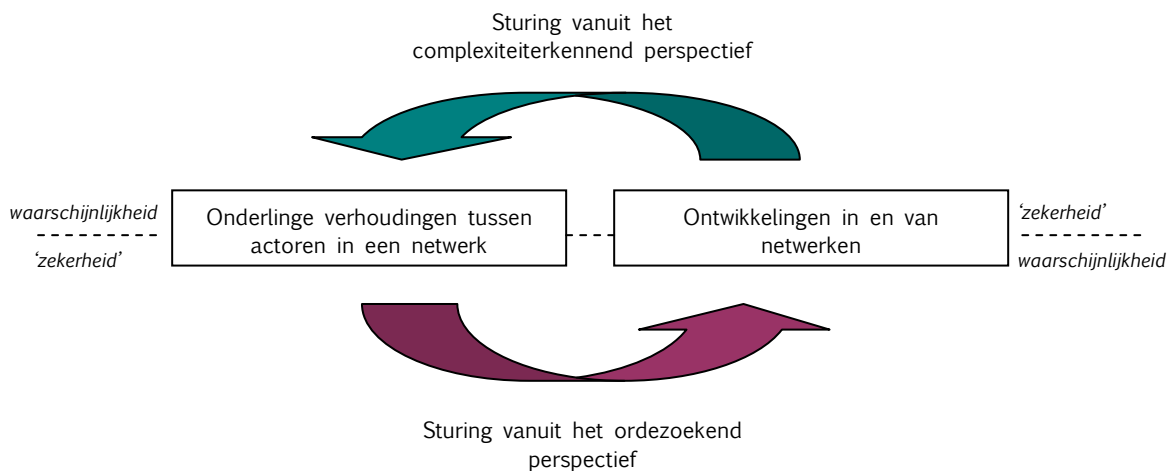 Sturing vanuit het
complexiteiterkennend perspectief
waarschijnlijkheid
'zekerheid'
Onderlinge verhoudingen tussen
actoren in een netwerk
Ontwikkelingen in en van
netwerken
'zekerheid'
waarschijnlijkheid
Sturing vanuit het ordezoekend
perspectief